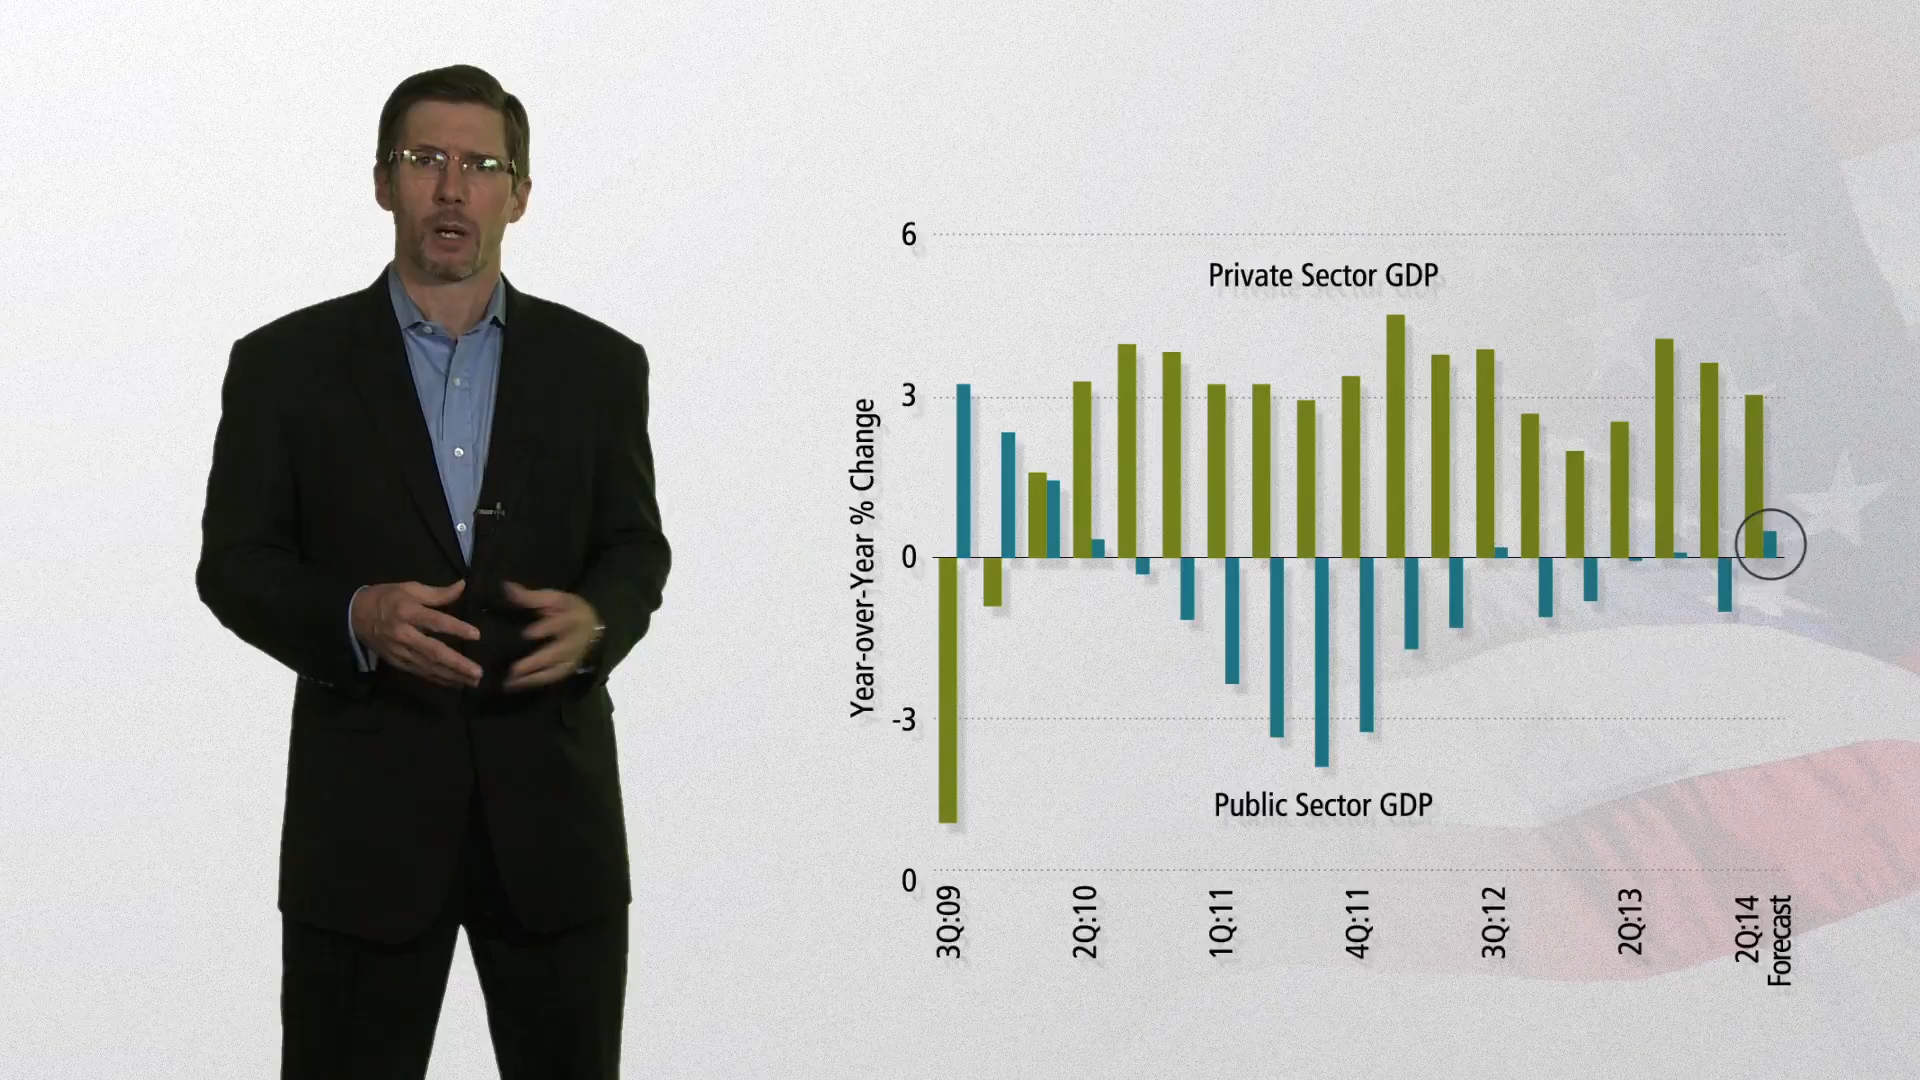 6
Private Sector GDP
3
Year-over-Year % Change
0
-3
Public Sector GDP
0
3Q:09
2Q:10
1Q:11
4Q:11
3Q:12
2Q:13
2Q:14
Forecast